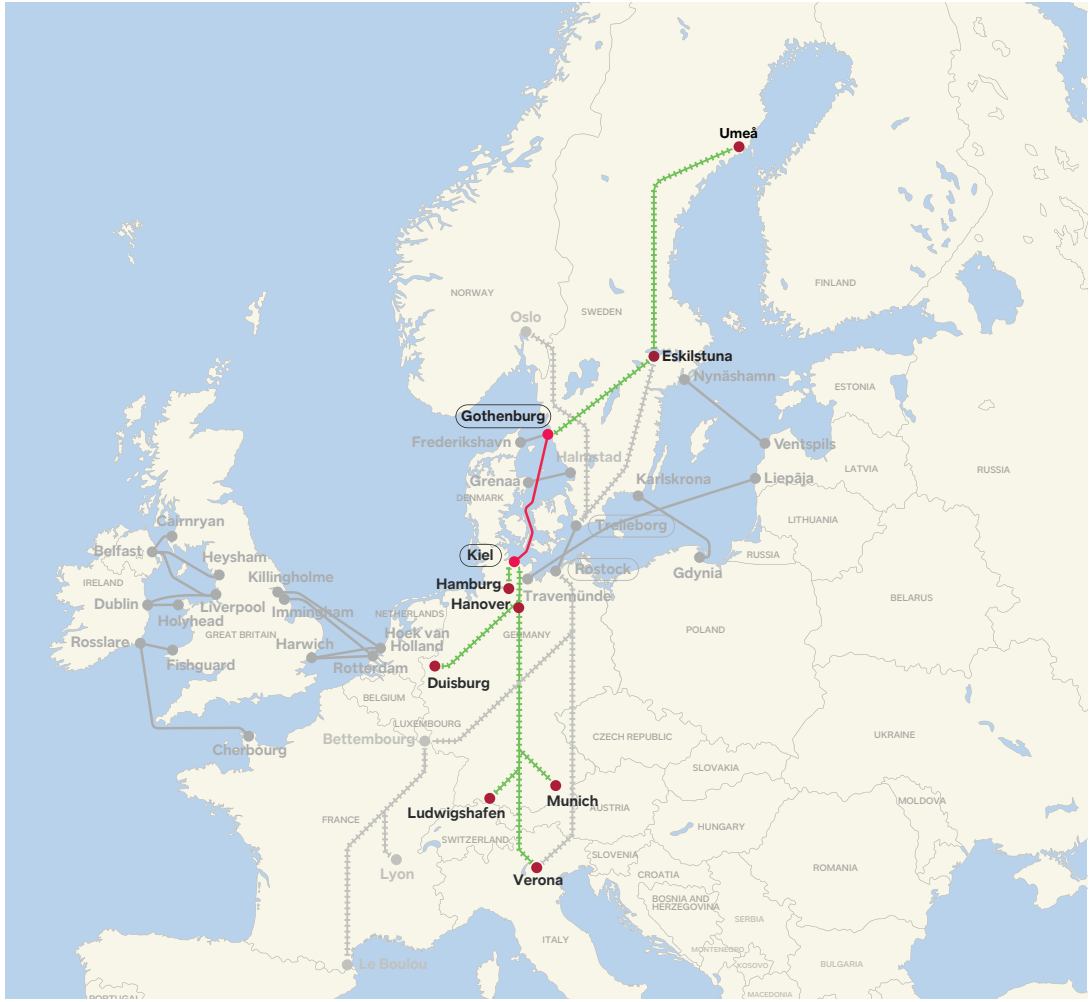 Umeå
NORWAY
FINLAND
SWEDEN
Oslo
Eskilstuna
Nynäshamn
ESTONIA
Gothenburg
Frederikshavn
Ventspils
Halmstad
LATVIA
RUSSIA
Grenaa
Karlskrona
Liepāja
DENMARK
Cairnryan
LITHUANIA
Trelleborg
Belfast
Heysham
Kiel
RUSSIA
Killingholme
Rostock
Gdynia
IRELAND
Hamburg
Travemünde
BELARUS
Dublin
Liverpool
Immingham
Hanover
Holyhead
NETHERLANDS
GREAT BRITAIN
Hoek van
Holland
GERMANY
POLAND
Rosslare
Harwich
Fishguard
Rotterdam
Duisburg
BELGIUM
LUXEMBOURG
Bettembourg
CZECH REPUBLIC
UKRAINE
Cherbourg
SLOVAKIA
Munich
MOLDOVA
Ludwigshafen
AUSTRIA
FRANCE
HUNGARY
SWITZERLAND
SLOVENIA
Lyon
Verona
CROATIA
ROMANIA
BOSNIA AND
HERZEGOVINA
SERBIA
ITALY
MONTENEGRO
Le Boulou
KOSOVO
BULGARIA
PORTUGAL
MACEDONIA